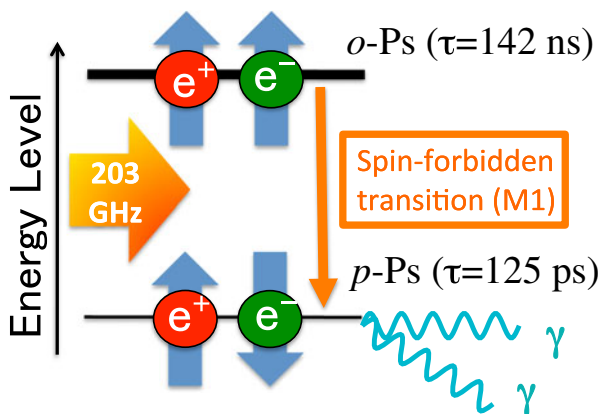 o-Ps (τ=142 ns)
e⁺ e⁻
203
GHz
Spin-forbidden
transition (M1)
Energy Level
p-Ps (τ=125 ps)
e⁺ e⁻
γ
γ